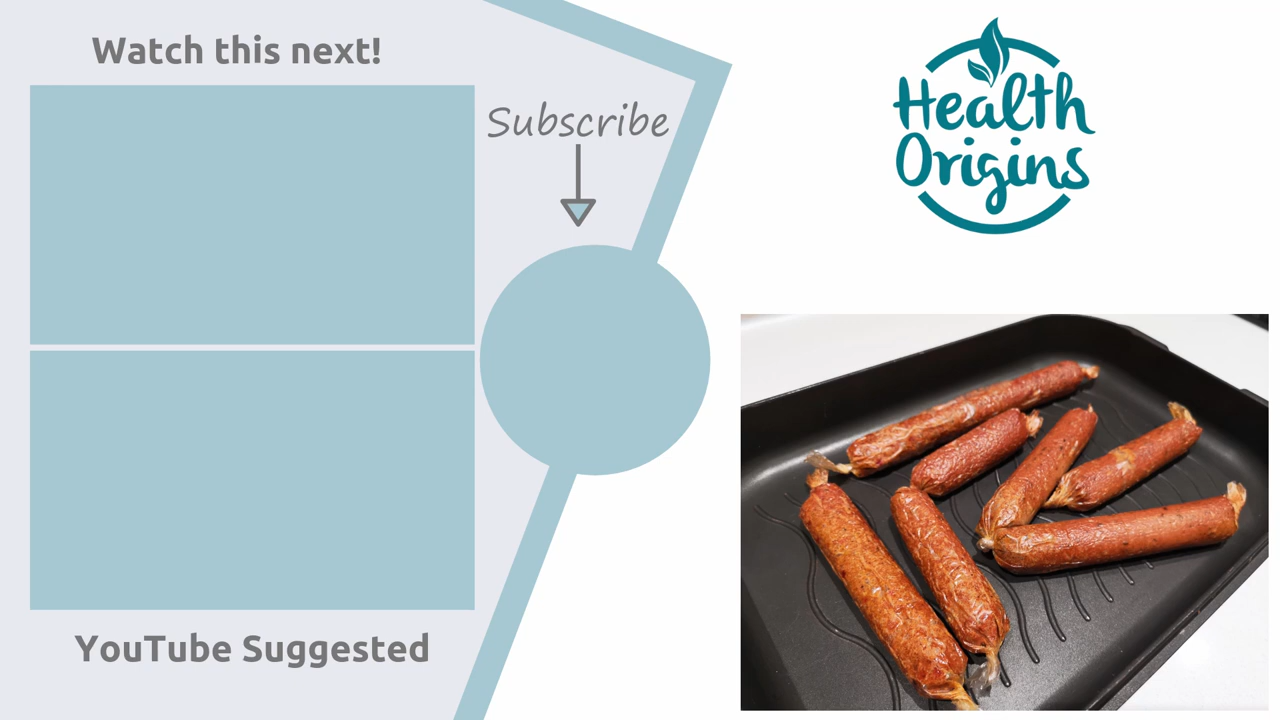 Watch this next!
Subscribe
YouTube Suggested
Health
Origins